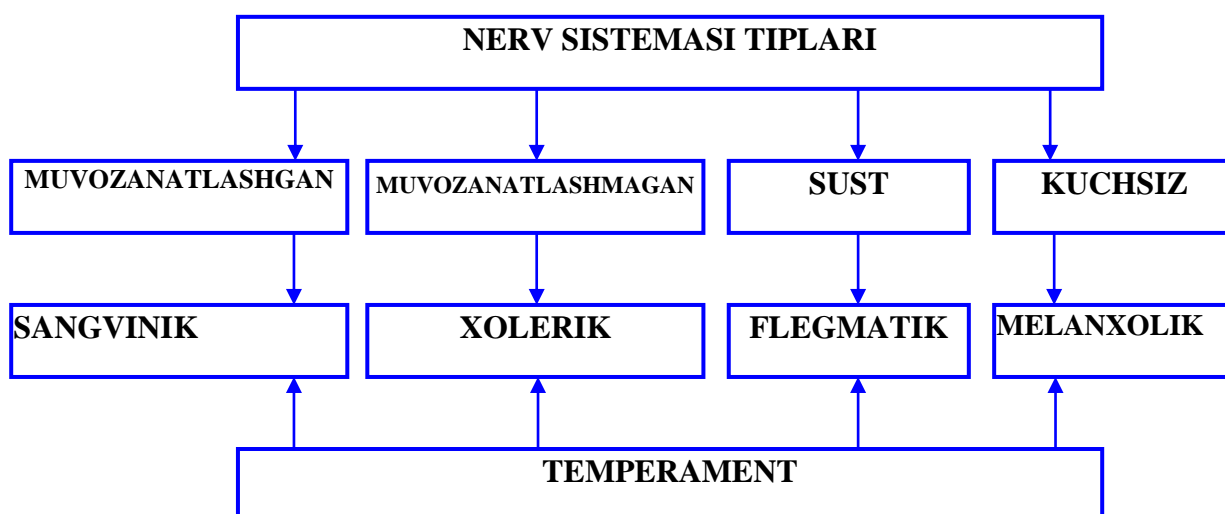 NERV SISTEMASI TIPLARI
MUVOZANATLASHGAN
MUVOZANATLASHMAGAN
SUST
KUCHSIZ
SANGVINIK
XOLERIK
FLEGMATIK
MELANXOLIK
TEMPERAMENT